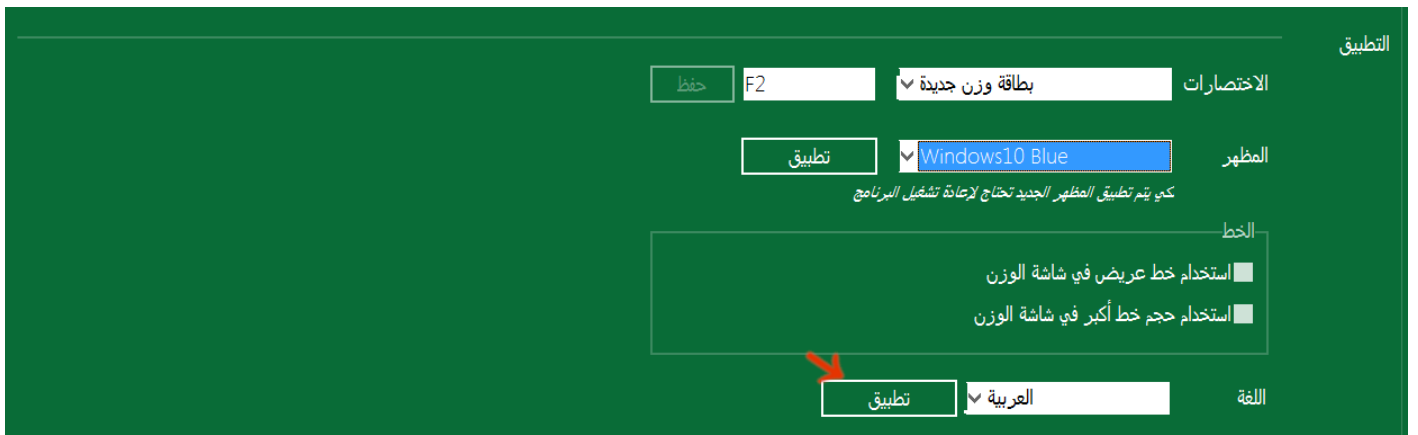 التطبيق
الاختصارات بطاقة وزن جديدة F2 حفظ
المظهر Windows10 Blue تطبيق
كي يتم تطبيق المظهر الجديد تحتاج لإعادة تشغيل البرنامج
الخط
استخدام خط عريض في شاشة الوزن
استخدام حجم خط أكبر في شاشة الوزن
اللغة العربية تطبيق